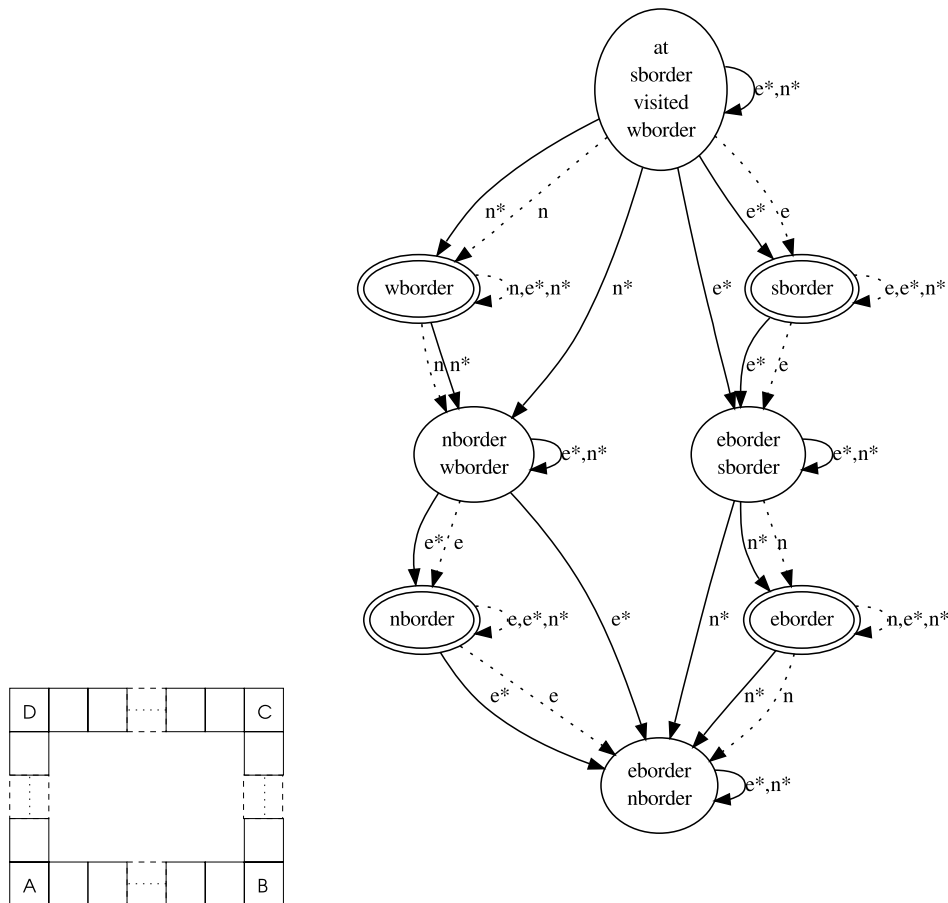 at
sborder
visited
wborder
e*,n*
n*
n
e*
e
wborder
n,e*,n*
n*
e*
sborder
e,e*,n*
n
n*
e*
e
nborder
wborder
e*,n*
eborder
sborder
e*,n*
e*
e
n*
n
nborder
e,e*,n*
e*
n*
eborder
n,e*,n*
e*
e
n*
n
D
C
eborder
nborder
e*,n*
A
B